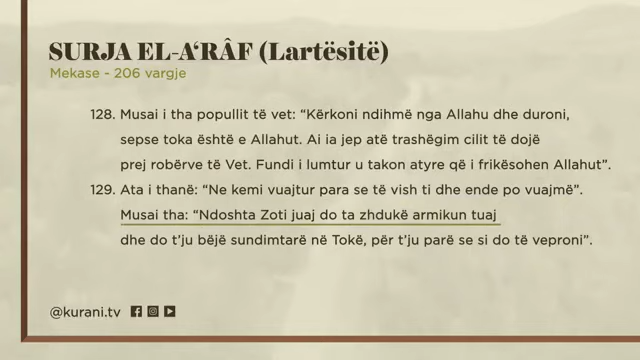 SURJA EL-A‘RÂF (Lartësitë)
Mekase - 206 vargje
128. Musai i tha popullit të vet: “Kërkoni ndihmë nga Allahu dhe duroni,
sepse toka është e Allahut. Ai ia jep atë trashëgim cilit të dojë
prej robërve të Vet. Fundi i lumtur u takon atyre që i frikësohen Allahut”.
129. Ata i thanë: “Ne kemi vuajtur para se të vish ti dhe ende po vuajmë”.
Musai tha: “Ndoshta Zoti juaj do ta zhdukë armikun tuaj
dhe do t’ju bëjë sundimtarë në Tokë, për t’ju parë se si do të veproni”.
@kurani.tv